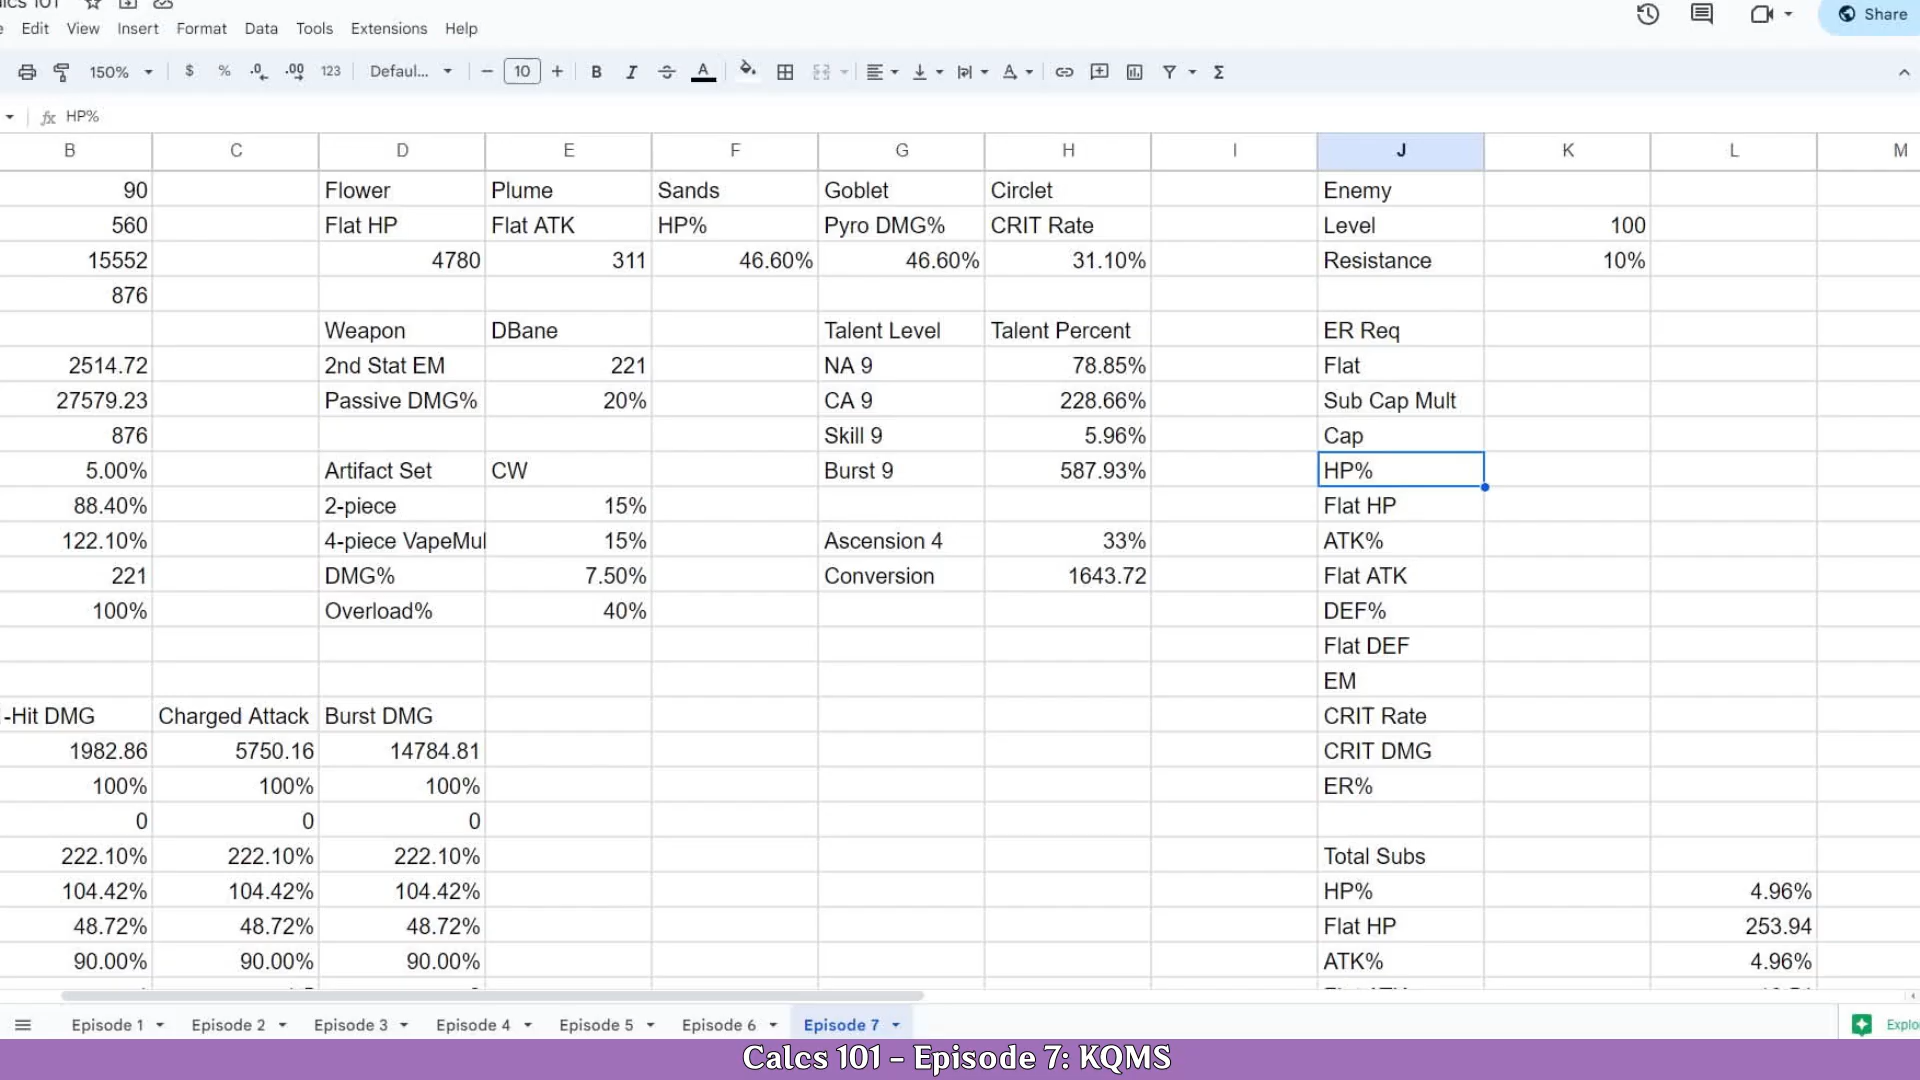 Edit View Insert Format Data Tools Extensions Help Share
150% $ % .0 .00 123 Defaul... 10 B I A
fx HP%
B C D E F G H I J K L M
90 Flower Plume Sands Goblet Circlet Enemy
560 Flat HP Flat ATK HP% Pyro DMG% CRIT Rate Level 100
15552 4780 311 46.60% 46.60% 31.10% Resistance 10%
876
Weapon DBane Talent Level Talent Percent ER Req
2514.72 2nd Stat EM 221 NA 9 78.85% Flat
27579.23 Passive DMG% 20% CA 9 228.66% Sub Cap Mult
876 Skill 9 5.96% Cap
5.00% Artifact Set CW Burst 9 587.93% HP%
88.40% 2-piece 15% Flat HP
122.10% 4-piece VapeMul 15% Ascension 4 33% ATK%
221 DMG% 7.50% Conversion 1643.72 Flat ATK
100% Overload% 40% DEF%
Flat DEF
EM
-Hit DMG Charged Attack Burst DMG CRIT Rate
1982.86 5750.16 14784.81 CRIT DMG
100% 100% 100% ER%
0 0 0
222.10% 222.10% 222.10% Total Subs
104.42% 104.42% 104.42% HP% 4.96%
48.72% 48.72% 48.72% Flat HP 253.94
90.00% 90.00% 90.00% ATK% 4.96%
Episode 1 Episode 2 Episode 3 Episode 4 Episode 5 Episode 6 Episode 7 Explo
Calcs 101 - Episode 7: KQMS